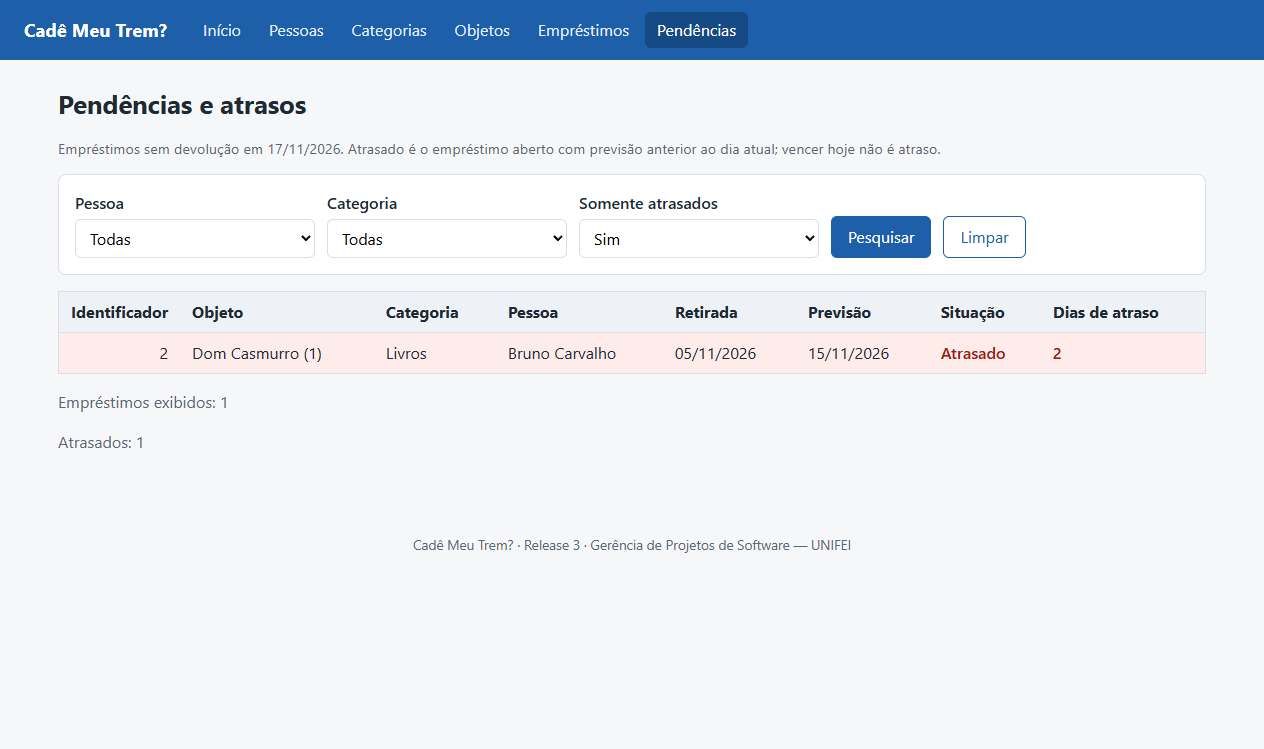 Cadê Meu Trem? Início Pessoas Categorias Objetos Empréstimos Pendências
Pendências e atrasos
Empréstimos sem devolução em 17/11/2026. Atrasado é o empréstimo aberto com previsão anterior ao dia atual; vencer hoje não é atraso.
Pessoa Categoria Somente atrasados
Todas Todas Sim Pesquisar Limpar
Identificador Objeto Categoria Pessoa Retirada Previsão Situação Dias de atraso
2 Dom Casmurro (1) Livros Bruno Carvalho 05/11/2026 15/11/2026 Atrasado 2
Empréstimos exibidos: 1
Atrasados: 1
Cadê Meu Trem? · Release 3 · Gerência de Projetos de Software — UNIFEI